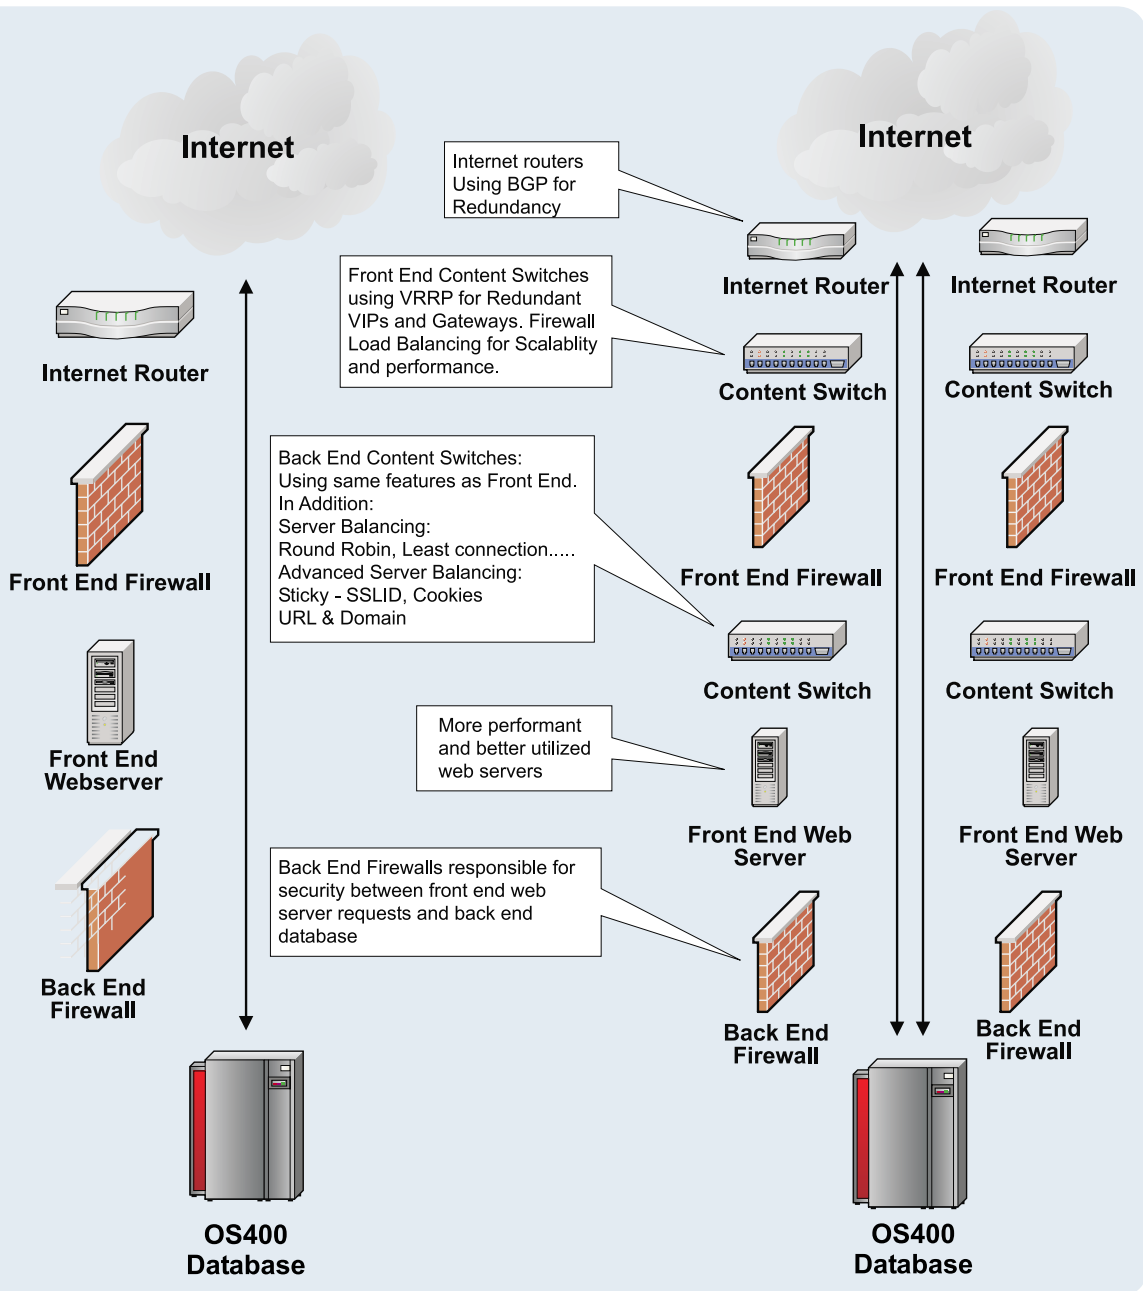 Internet
Internet Router
Front End Firewall
Front End
Webserver
Back End
Firewall
OS400
Database
Internet routers
Using BGP for
Redundancy
Front End Content Switches
using VRRP for Redundant
VIPs and Gateways. Firewall
Load Balancing for Scalablity
and performance.
Back End Content Switches:
Using same features as Front End.
In Addition:
Server Balancing:
Round Robin, Least connection.....
Advanced Server Balancing:
Sticky - SSLID, Cookies
URL & Domain
More performant
and better utilized
web servers
Back End Firewalls responsible for
security between front end web
server requests and back end
database
Internet
Internet Router
Internet Router
Content Switch
Content Switch
Front End Firewall
Front End Firewall
Content Switch
Content Switch
Front End Web
Server
Front End Web
Server
Back End
Firewall
Back End
Firewall
OS400
Database